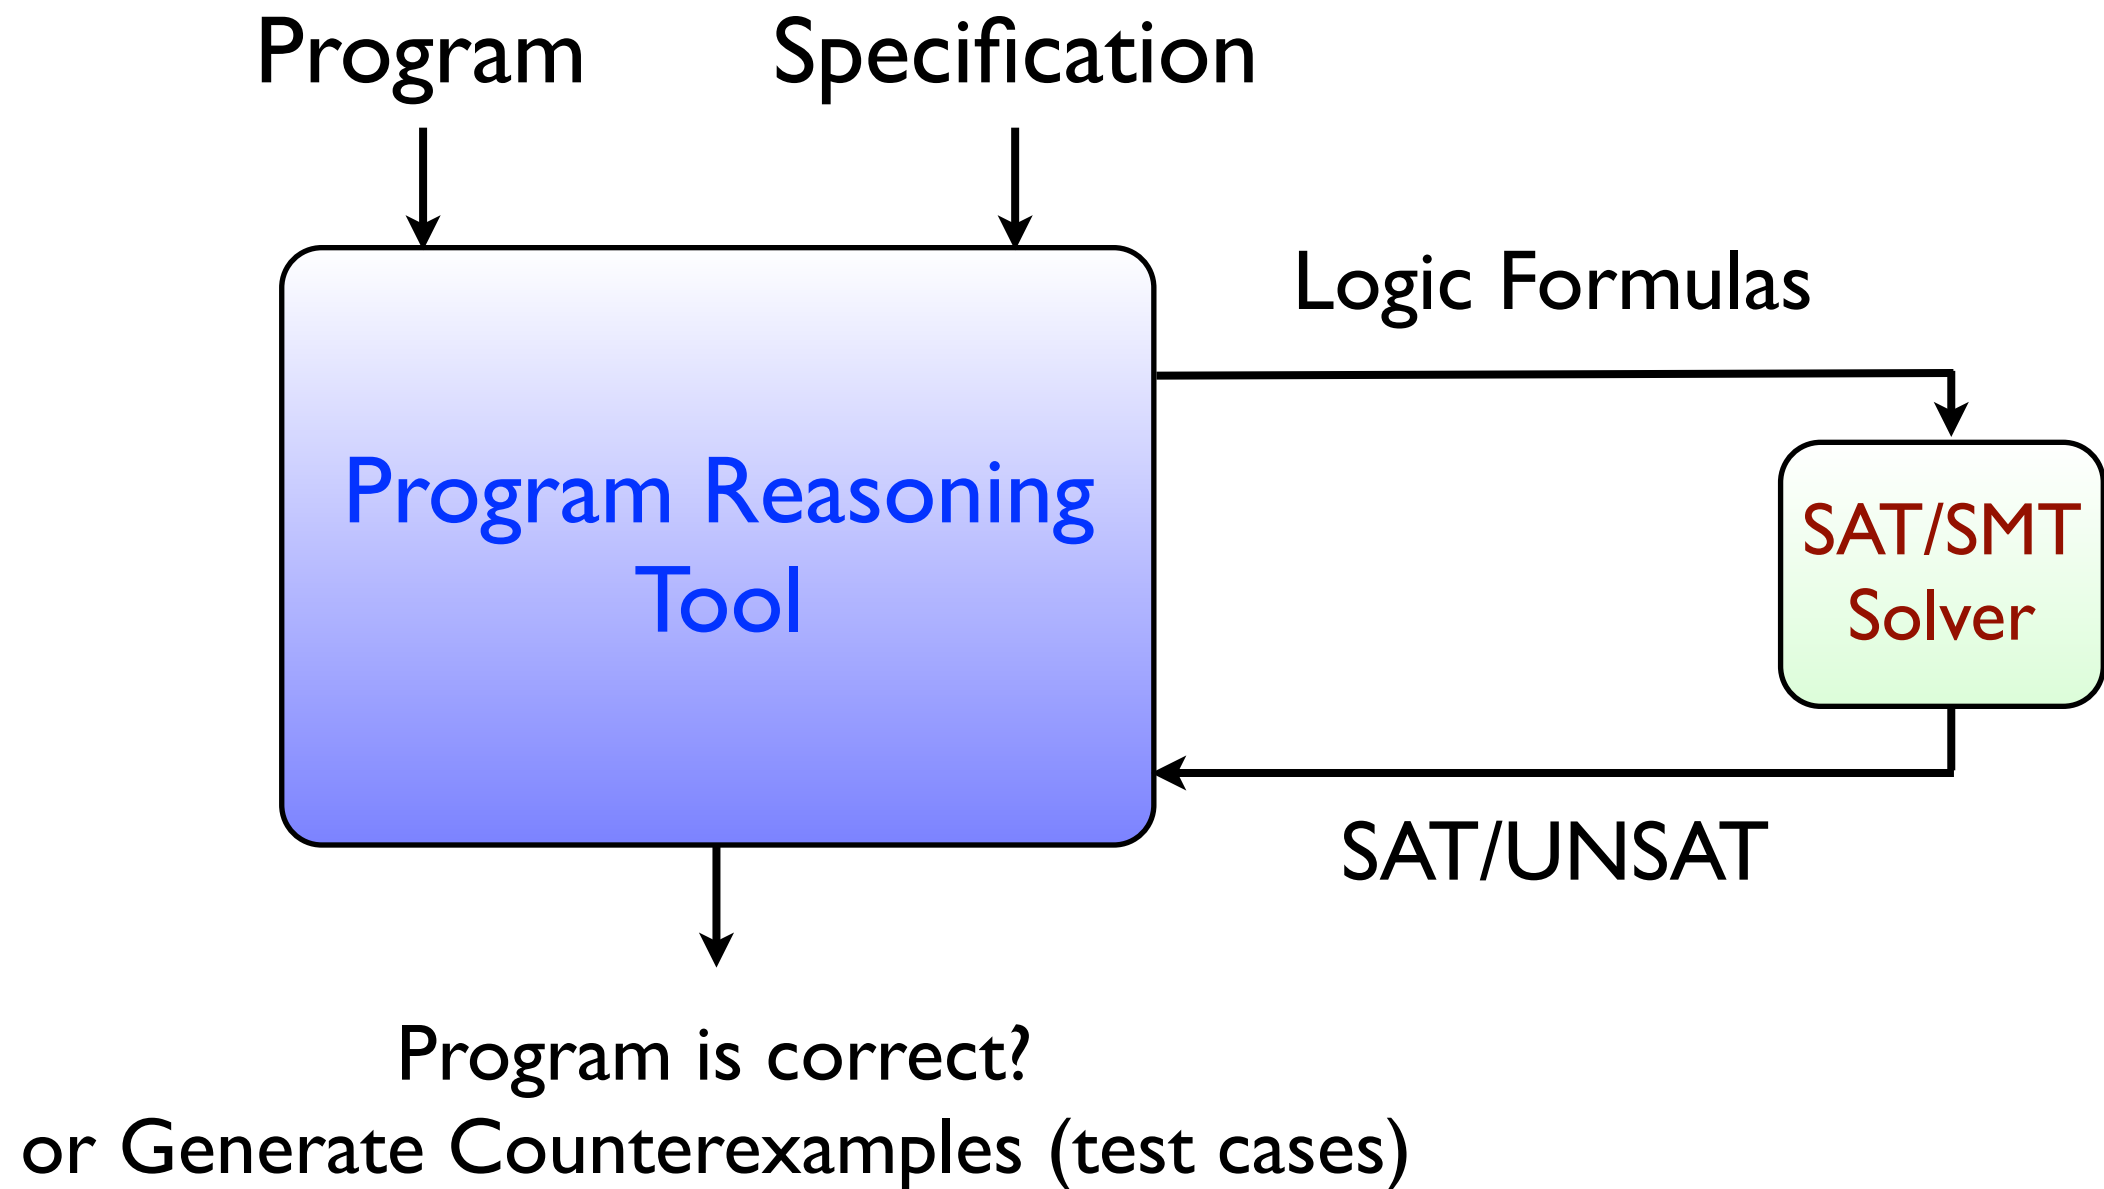 Program
Specification
Logic Formulas
Program Reasoning
Tool
SAT/SMT
Solver
SAT/UNSAT
Program is correct?
or Generate Counterexamples (test cases)